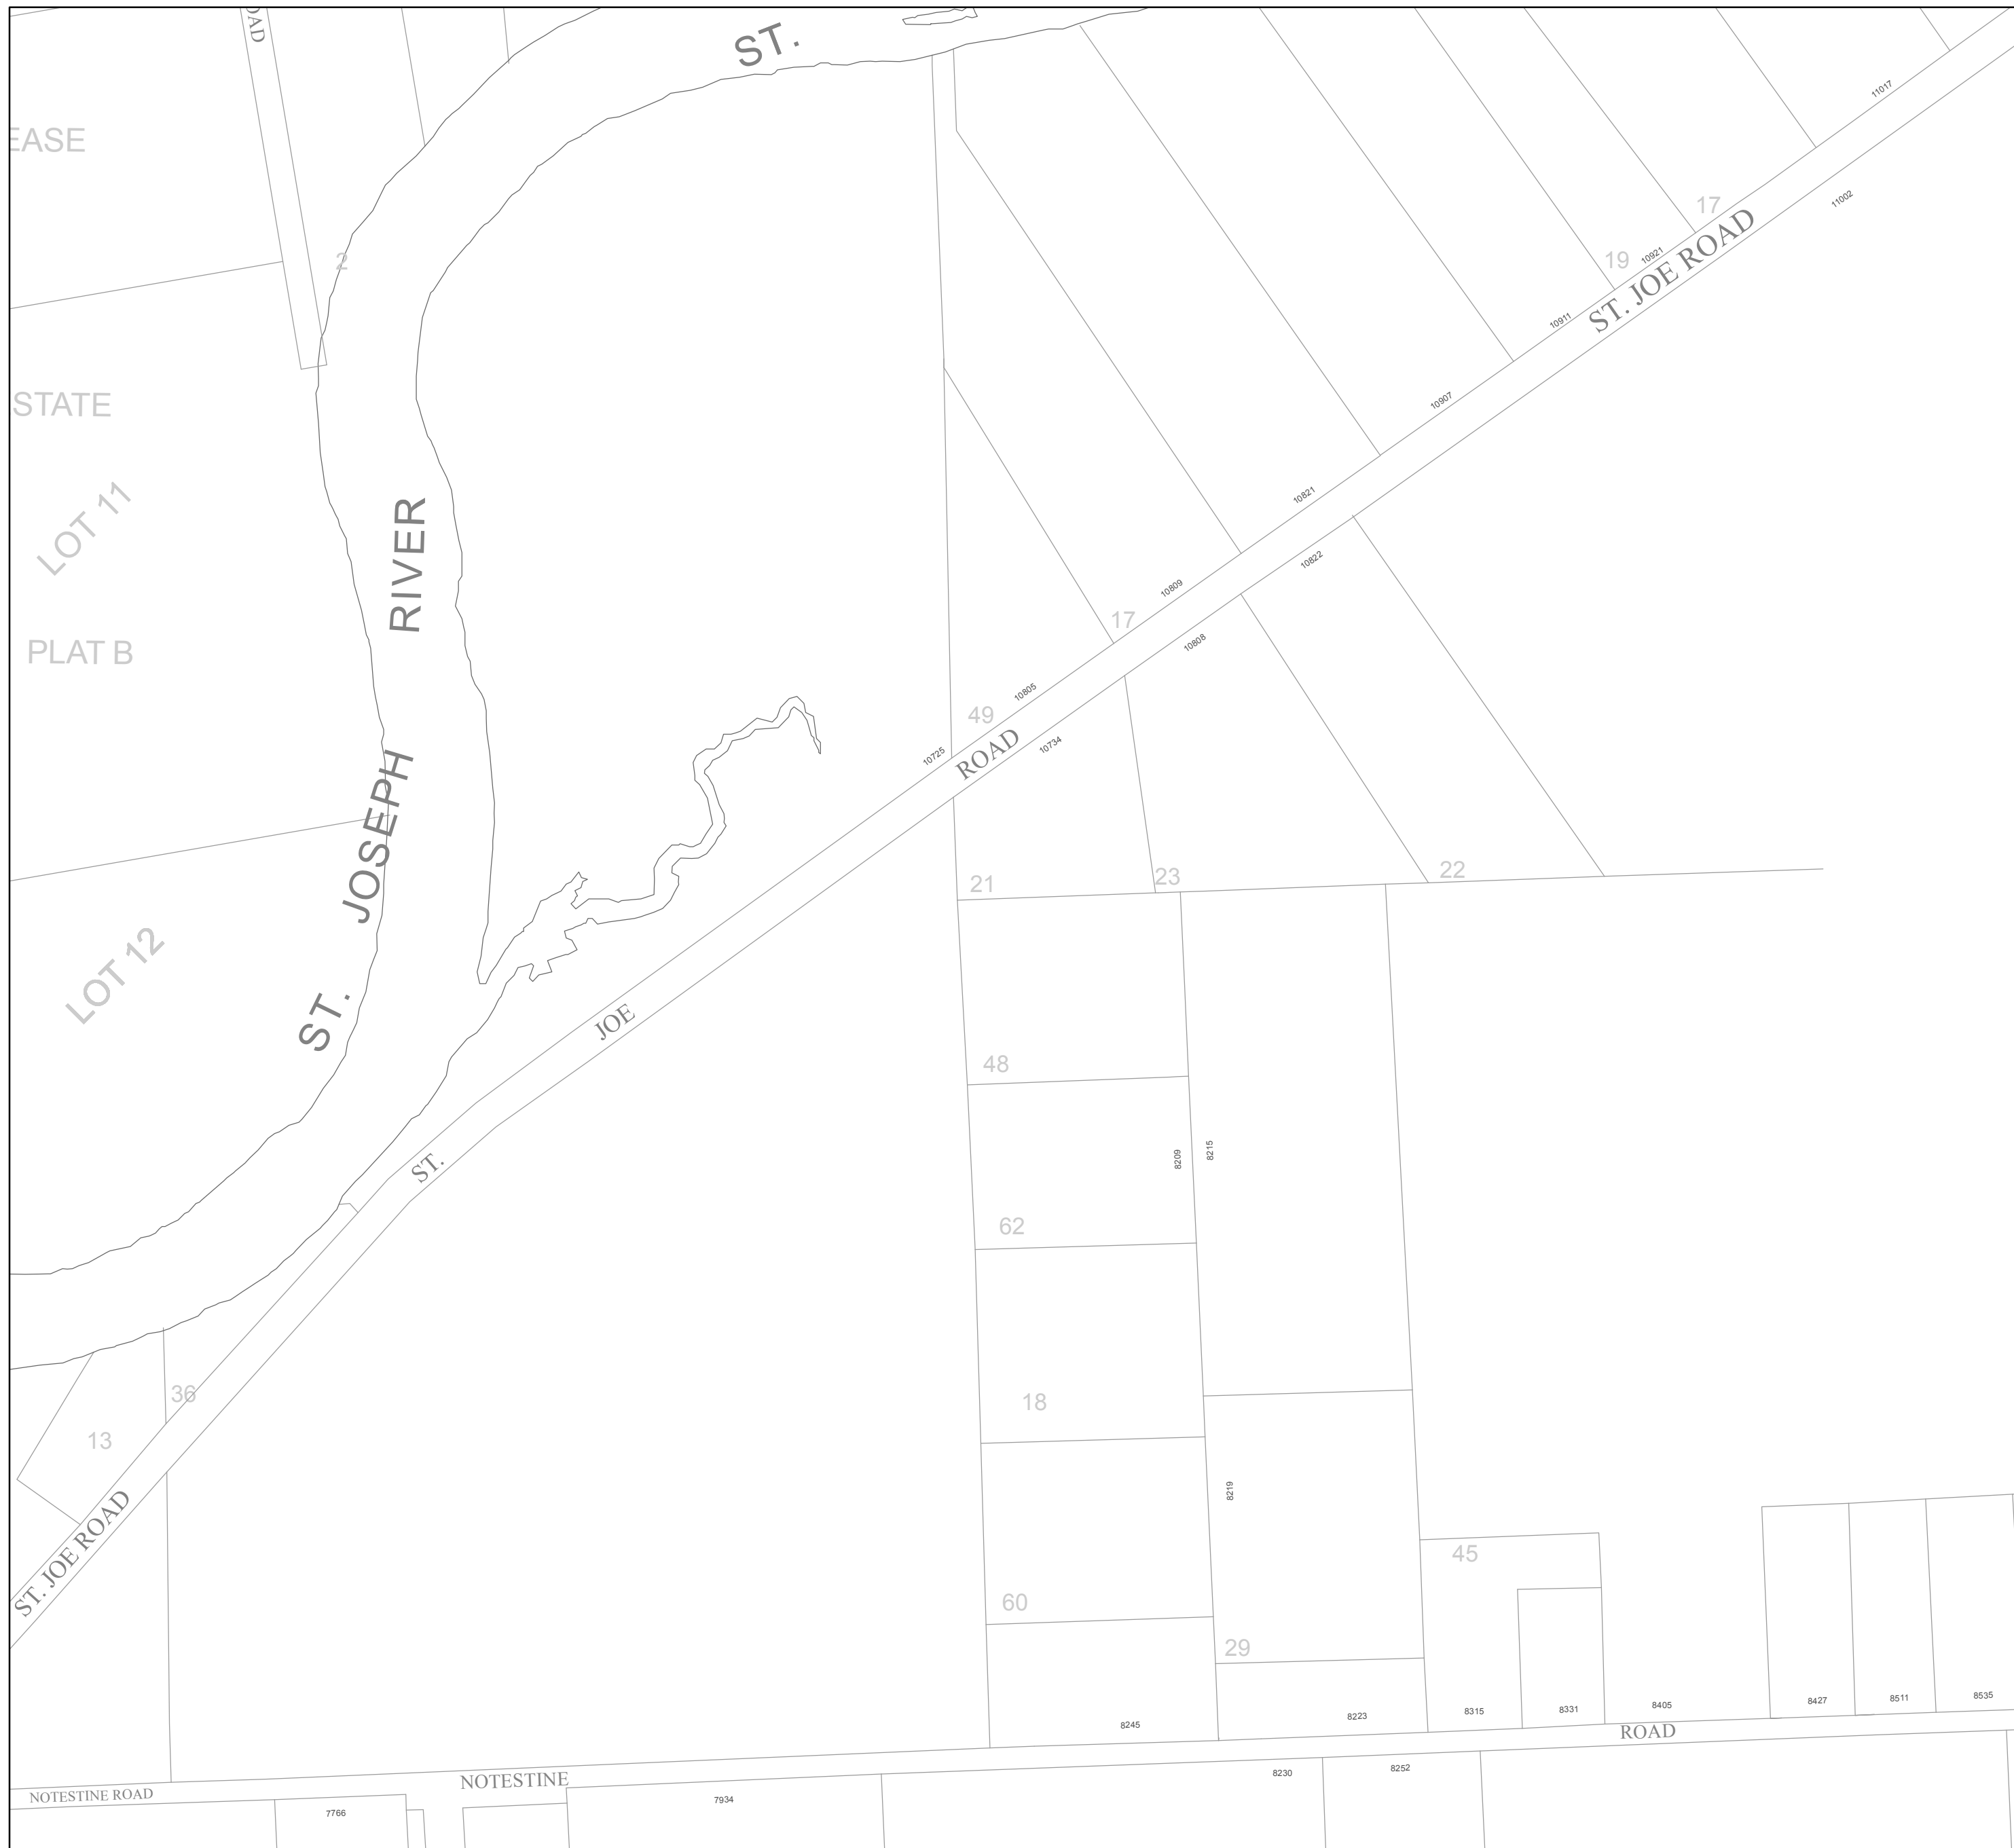 OAD
ST.
EASE
11017
11002
17
2
19
10921
ST. JOE ROAD
10911
STATE
10907
LOT 11
10821
RIVER
10822
10809
17
10808
PLAT B
10805
49
10725
ROAD
10734
JOSEPH
21
23
22
LOT 12
ST.
JOE
48
ST.
8209
8215
62
36
18
13
8219
ST. JOE ROAD
45
60
29
8245
8223
8315
8331
8405
8427
8511
8535
ROAD
NOTESTINE
NOTESTINE ROAD
8230
8252
7934
7766